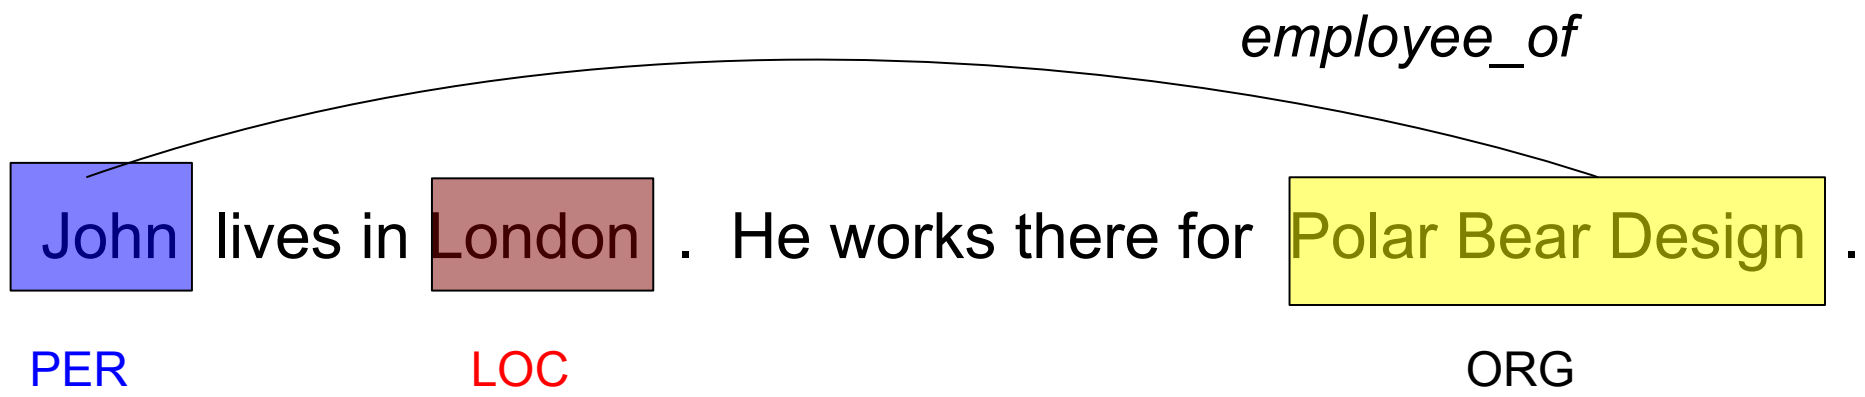 employee_of
John lives in London . He works there for Polar Bear Design .
PER LOC ORG